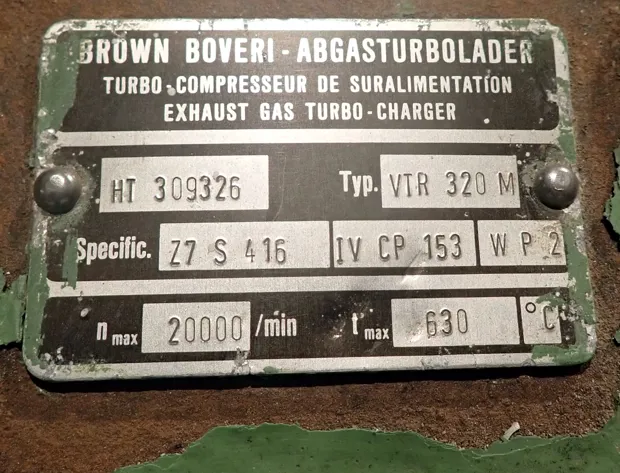 BROWN BOVERI - ABGASTURBOLADER
TURBO - COMPRESSEUR DE SURALIMENTATION
EXHAUST GAS TURBO - CHARGER
HT 309326 Typ. VTR 320 M
Specific. Z7 S 416 IV CP 153 W P 2
n max 20000 /min t max 630 °C